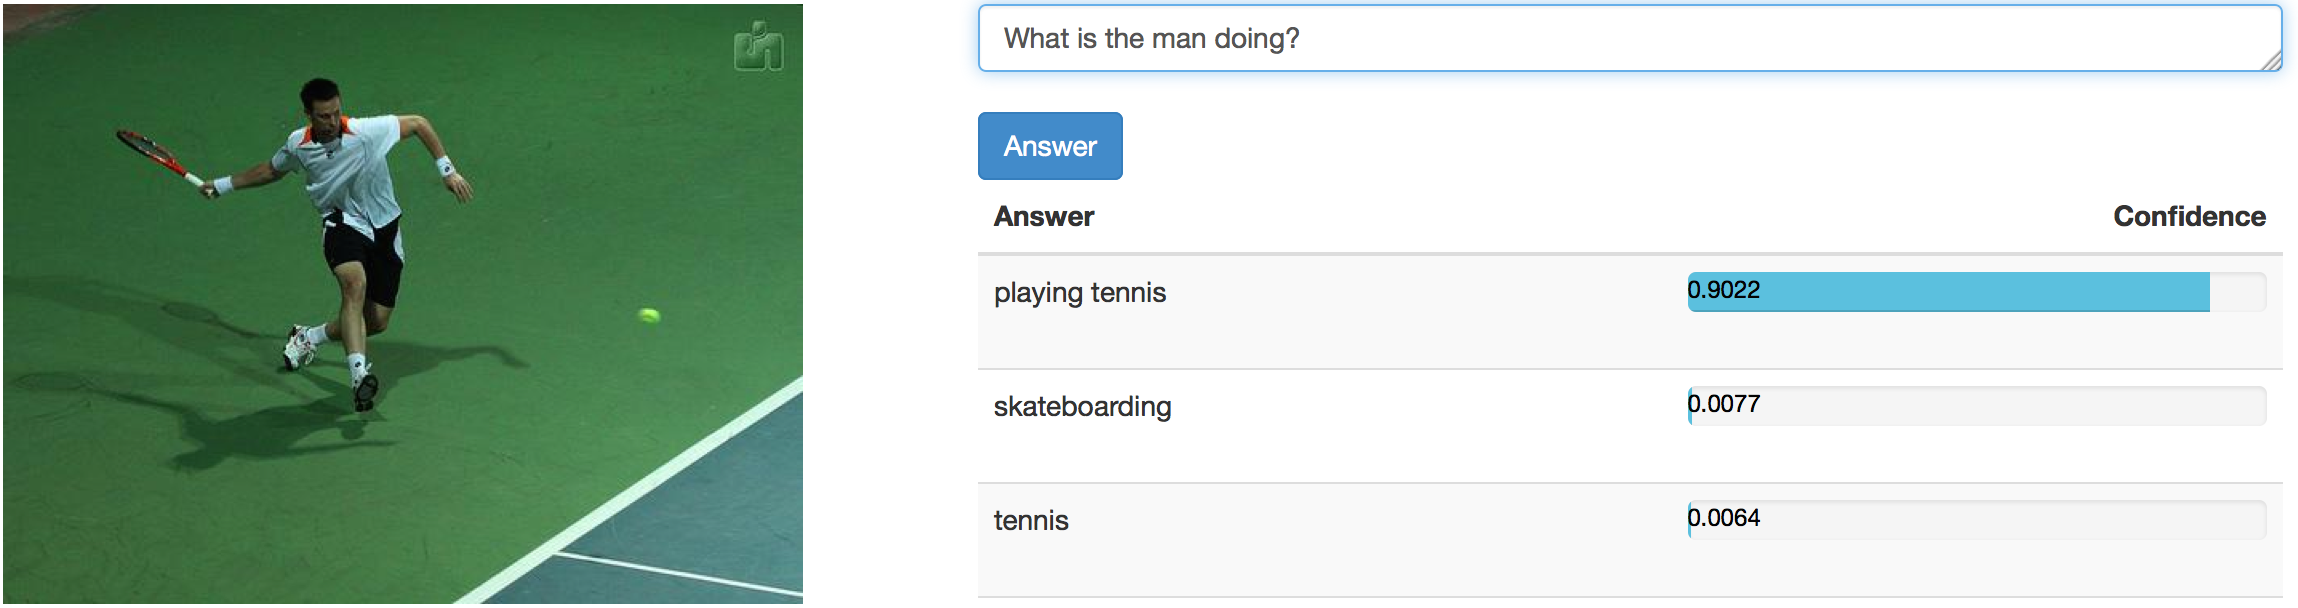 What is the man doing?
Answer
Answer Confidence
playing tennis 0.9022
skateboarding 0.0077
tennis 0.0064